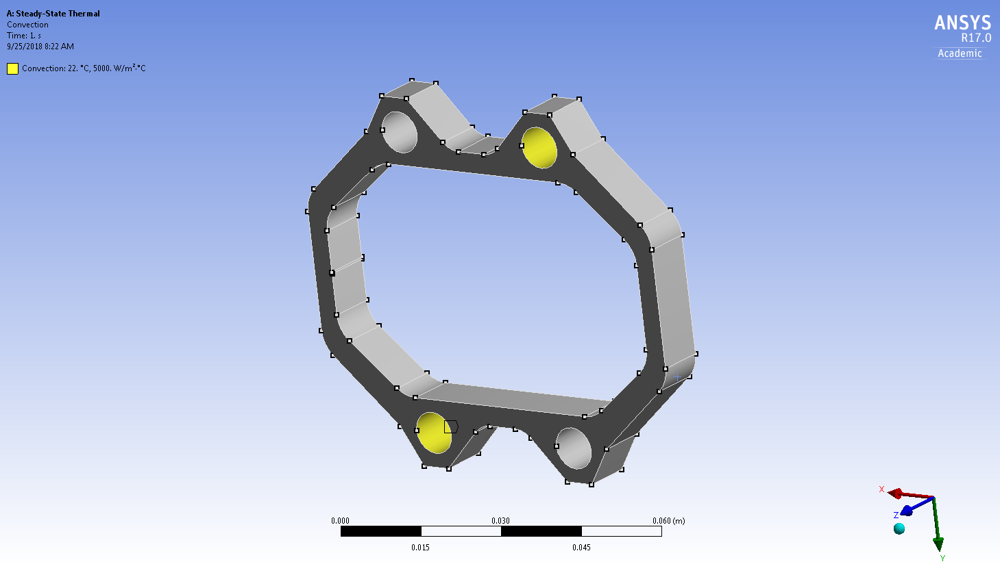 A: Steady-State Thermal
Convection
Time: 1. s
9/25/2018 8:22 AM
Convection: 22. °C, 5000. W/m²·°C
ANSYS
R17.0
Academic
0.000 0.030 0.060 (m)
0.015 0.045
X
Z
Y